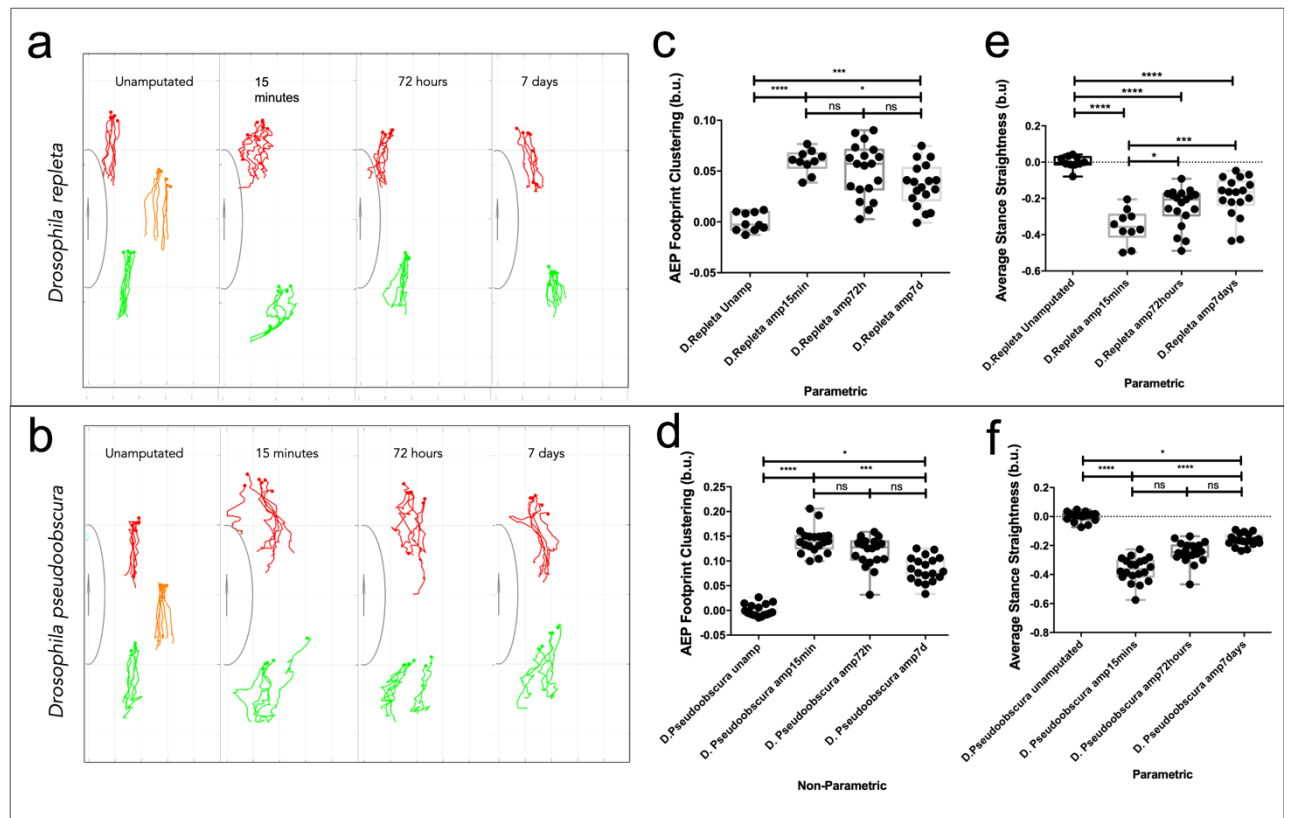 a
Unamputated
15
minutes
72 hours
7 days
Drosophila repleta
c
AEP Footprint Clustering (b.u.)
***
****
*
ns
ns
0.10
0.05
0.00
-0.05
D.Repleta Unamp
D.Repleta amp15min
D.Repleta amp72h
D.Repleta amp7d
Parametric
e
Average Stance Straightness (b.u)
****
****
****
***
*
0.2
0.0
-0.2
-0.4
-0.6
D.Repleta Unamputated
D.Repleta amp15mins
D.Repleta amp72hours
D.Repleta amp7days
Parametric
b
Unamputated
15 minutes
72 hours
7 days
Drosophila pseudoobscura
d
AEP Footprint Clustering (b.u.)
*
****
***
ns
ns
0.25
0.20
0.15
0.10
0.05
0.00
-0.05
D.Pseudoobscura unamp
D. Pseudoobscura amp15min
D. Pseudoobscura amp72h
D. Pseudoobscura amp7d
Non-Parametric
f
Average Stance Straightness (b.u.)
*
****
****
ns
ns
0.2
0.0
-0.2
-0.4
-0.6
-0.8
D.Pseudoobscura unamputated
D. Pseudoobscura amp15mins
D. Pseudoobscura amp72hours
D. Pseudoobscura amp7days
Parametric